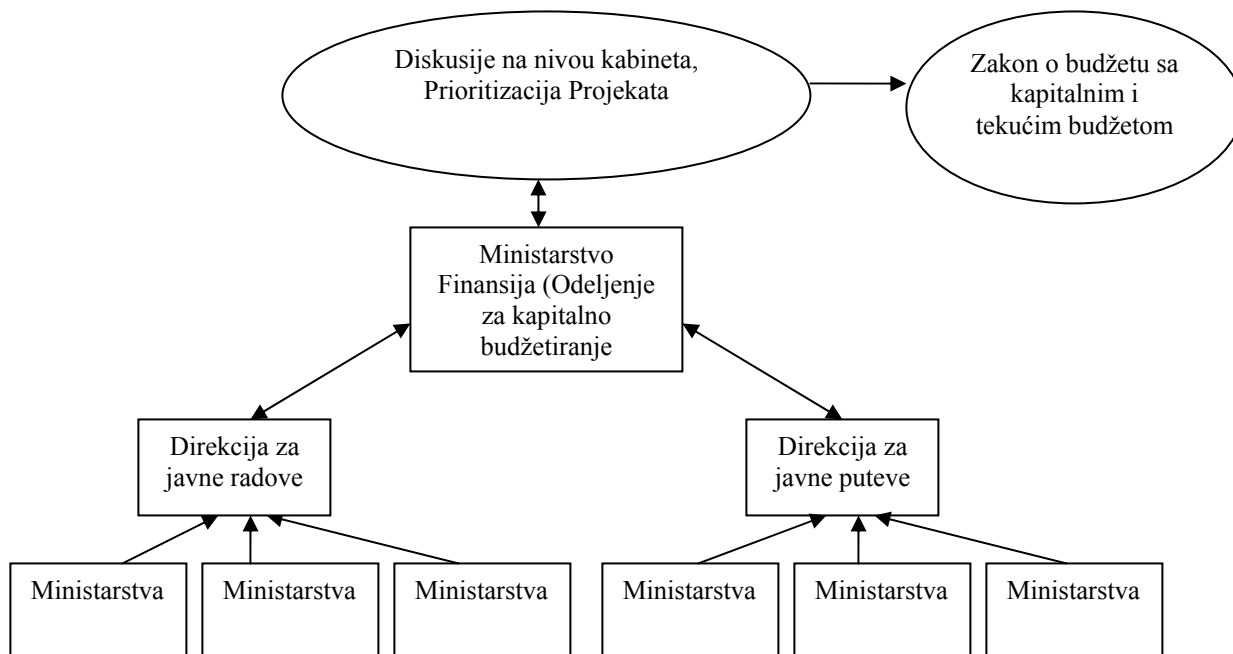 Diskusije na nivou kabineta,
Prioritizacija Projekata
Zakon o budžetu sa
kapitalnim i
tekućim budžetom
Ministarstvo
Finansija (Odeljenje
za kapitalno
budžetiranje
Direkcija za
javne radove
Direkcija za
javne puteve
Ministarstva
Ministarstva
Ministarstva
Ministarstva
Ministarstva
Ministarstva